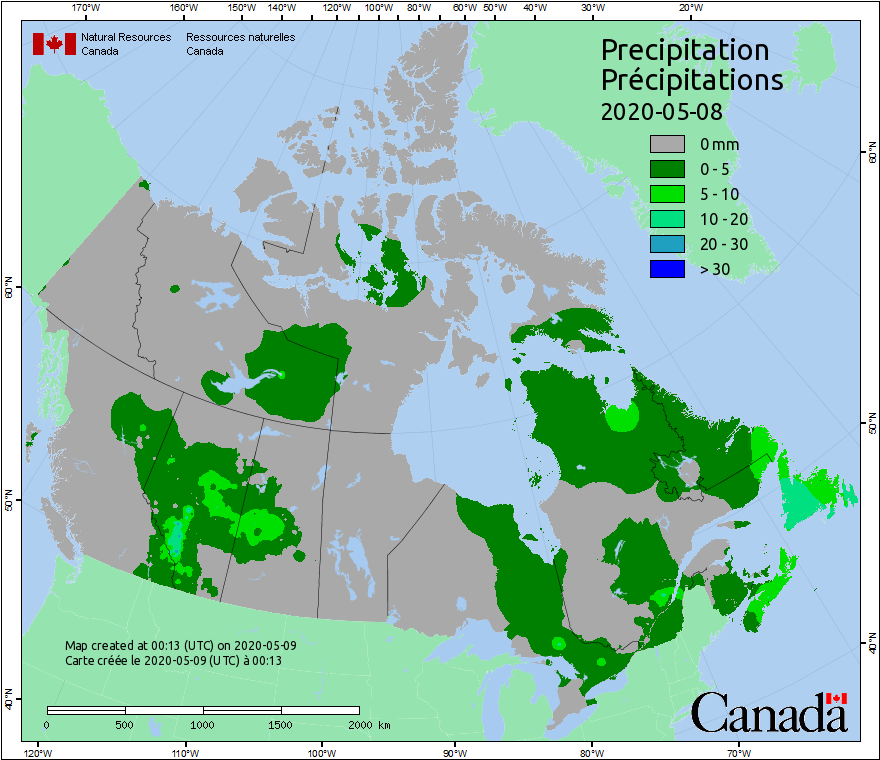 170°W 160°W 150°W 140°W 130°W 120°W 110°W 100°W 90°W 80°W 60°W 50°W 40°W 30°W 20°W
Natural Resources Ressources naturelles
Canada Canada
Precipitation
Précipitations
2020-05-08
0 mm
0 - 5
5 - 10
10 - 20
20 - 30
> 30
60°N
60°N
50°N
50°N
40°N
40°N
Map created at 00:13 (UTC) on 2020-05-09
Carte créée le 2020-05-09 (UTC) à 00:13
0 500 1000 1500 2000 km
Canada
120°W 110°W 100°W 90°W 80°W 70°W